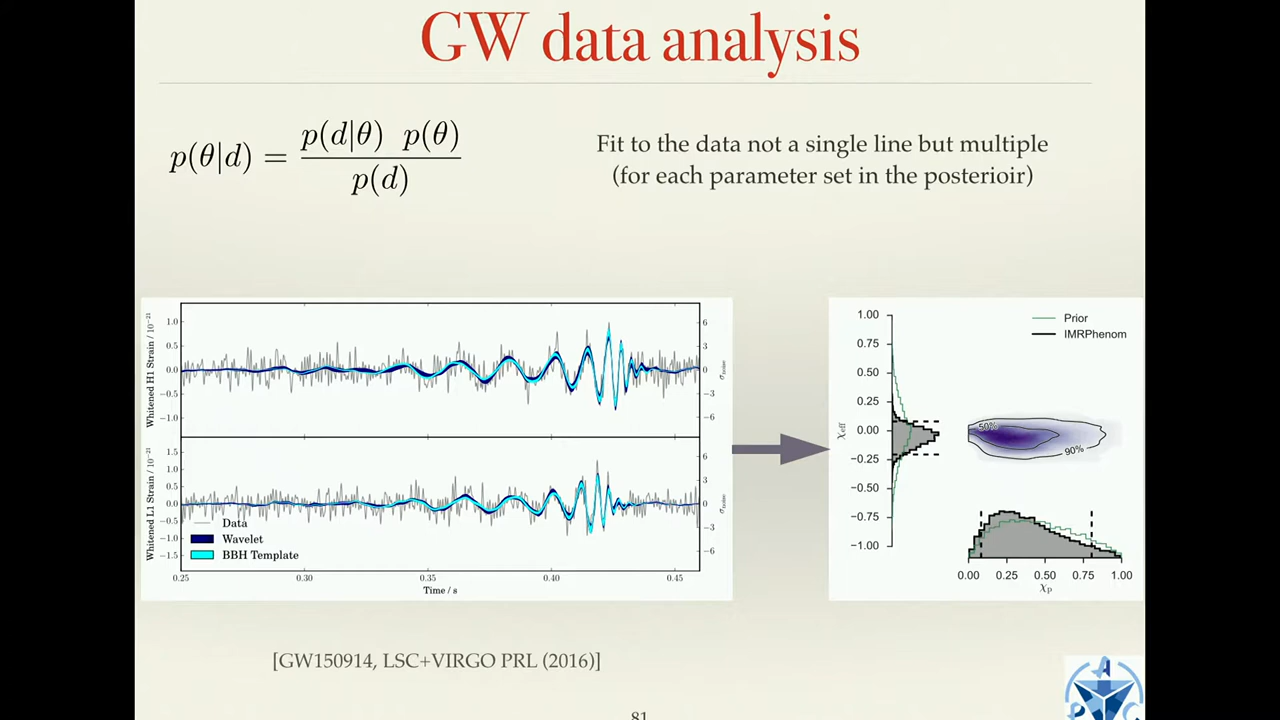 GW data analysis
p(θ|d) = p(d|θ) p(θ) / p(d)
Fit to the data not a single line but multiple
(for each parameter set in the posterioir)
Whitened H1 Strain / 10⁻²¹
1.0
0.5
0.0
−0.5
−1.0
6
3
0
−3
−6
σnoise
Whitened L1 Strain / 10⁻²¹
1.5
1.0
0.5
0.0
−0.5
−1.0
−1.5
6
3
0
−3
−6
σnoise
Data
Wavelet
BBH Template
0.25 0.30 0.35 0.40 0.45
Time / s
1.00
0.75
0.50
0.25
0.00
−0.25
−0.50
−0.75
−1.00
χeff
Prior
IMRPhenom
50%
90%
0.00 0.25 0.50 0.75 1.00
χp
[GW150914, LSC+VIRGO PRL (2016)]
A
P C
81